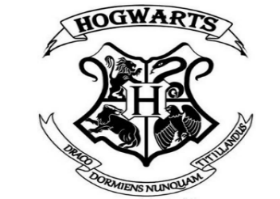 HOGWARTS
H
DRACO
DORMIENS NUNQUAM
TITILLANDUS